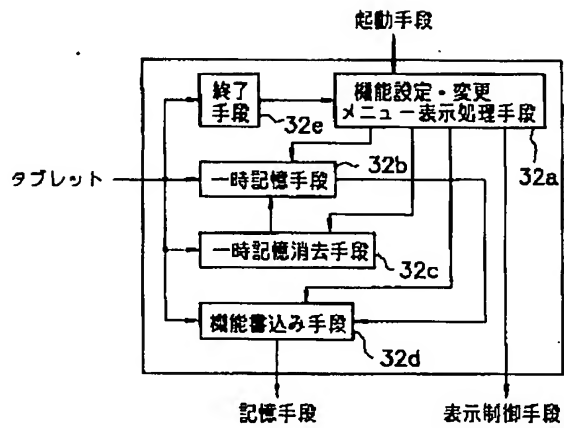 起動手段
終了
手段
32e
機能設定・変更
メニュー表示処理手段
32a
タブレット
一時記憶手段
32b
一時記憶消去手段
32c
機能書込み手段
32d
記憶手段
表示制御手段